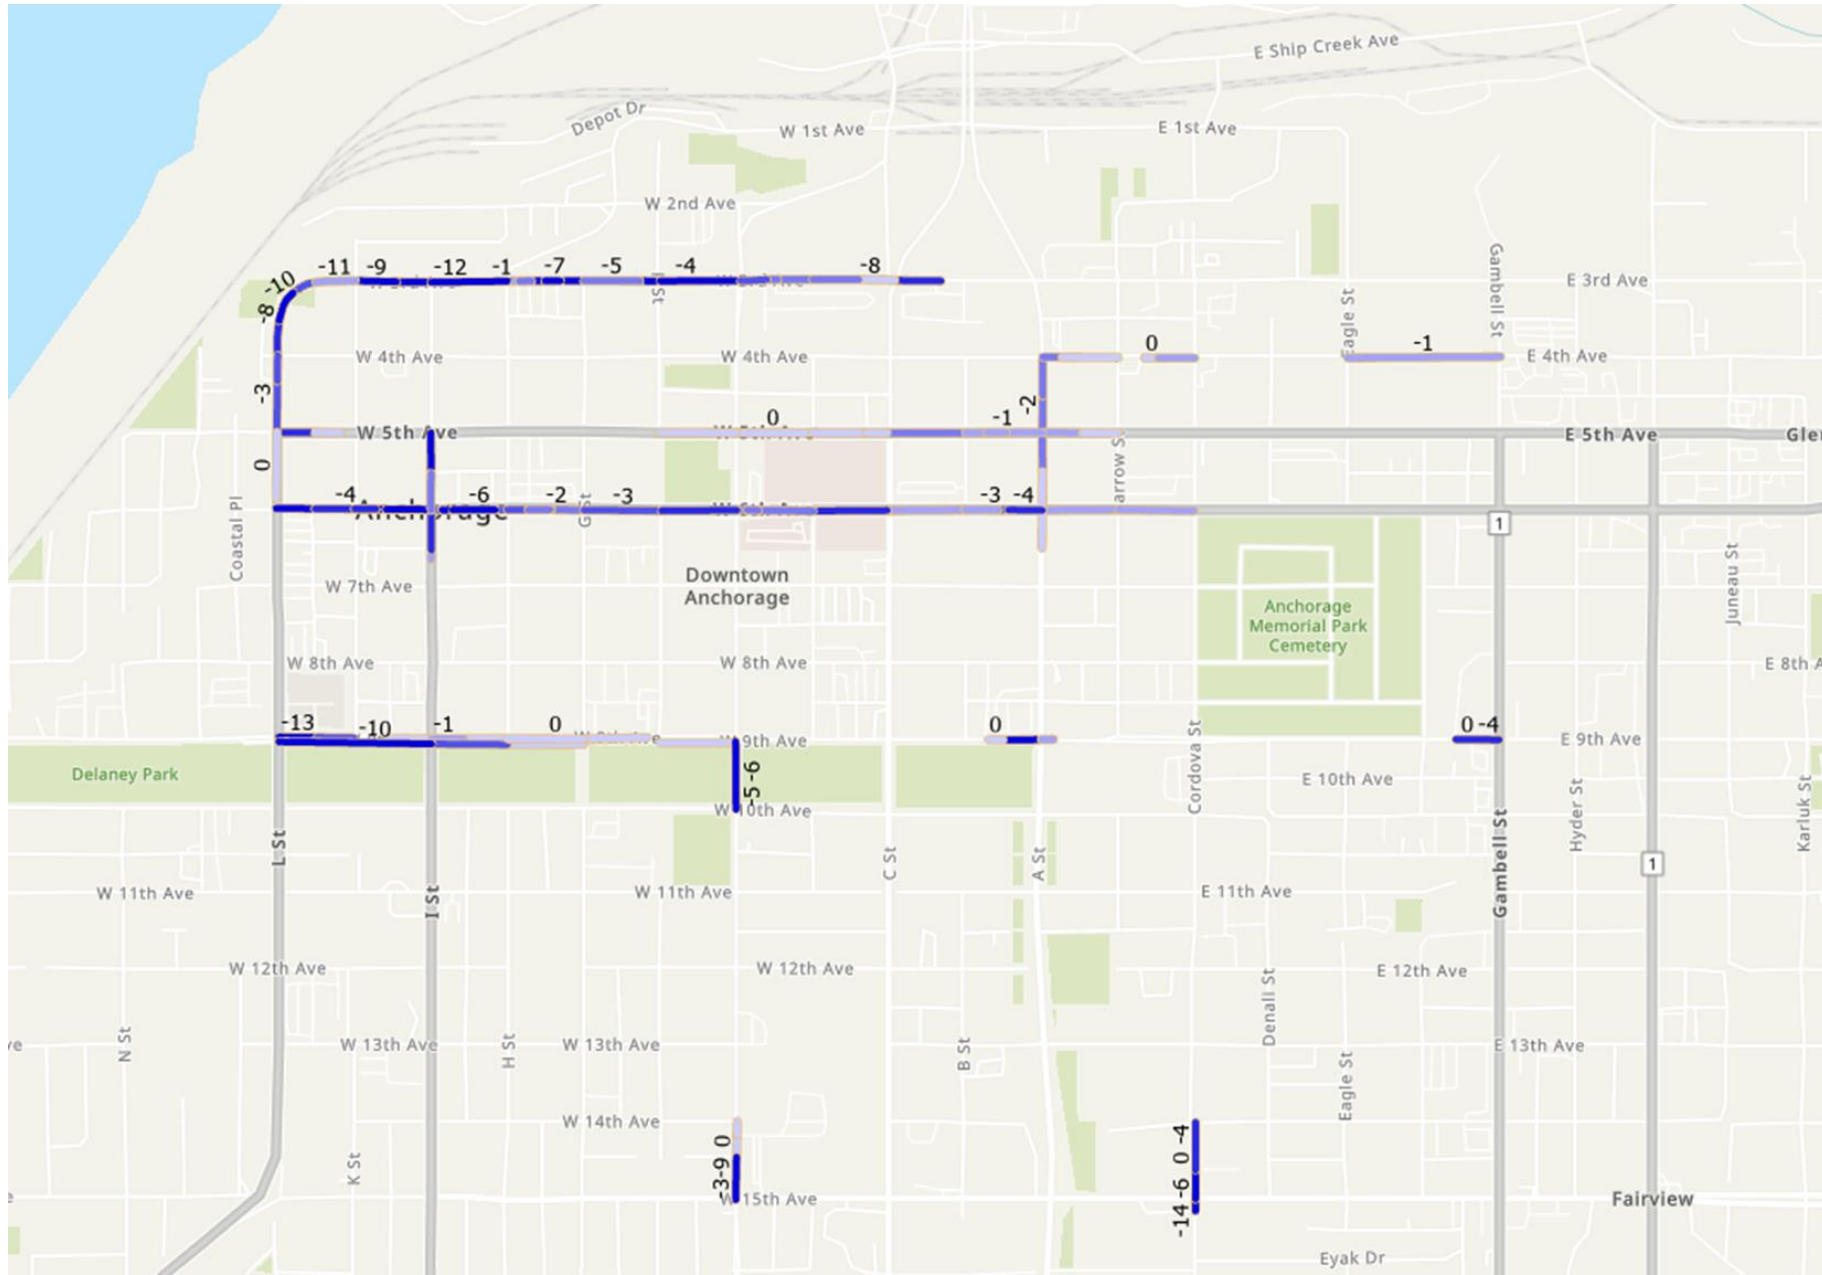 E Ship Creek Ave
Depot Dr
W 1st Ave
E 1st Ave
W 2nd Ave
Gambell St
-10
-11
-9
-12
-1
-7
-5
-4
-8
E 3rd Ave
-8
Eagle St
W 4th Ave
W 4th Ave
0
-1
E 4th Ave
-3
-2
0
-1
W 5th Ave
E 5th Ave
0
-4
-6
-2
-3
-3
-4
Anchorage
G St
Coastal Pl
1
W 7th Ave
Downtown
Anchorage
Anchorage
Memorial Park
Cemetery
Juneau St
W 8th Ave
W 8th Ave
-13
-10
-1
0
0
0
-4
9th Ave
E 9th Ave
Cordova St
Delaney Park
-5
-6
E 10th Ave
W 10th Ave
Hyder St
Karluk St
L St
C St
A St
Gambell St
1
I St
W 11th Ave
W 11th Ave
E 11th Ave
W 12th Ave
W 12th Ave
E 12th Ave
Denali St
N St
W 13th Ave
H St
W 13th Ave
B St
E 13th Ave
Eagle St
W 14th Ave
K St
-3
-9
0
-14
-6
0
-4
W 15th Ave
Fairview
Eyak Dr